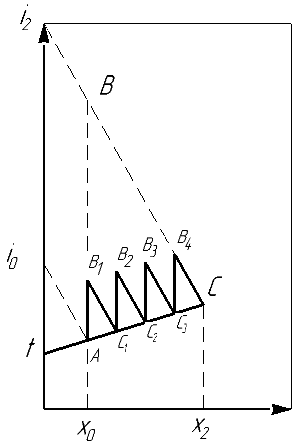 i₂
B
i₀
B₁ B₂ B₃ B₄
C
t
A C₁ C₂ C₃
x₀ x₂